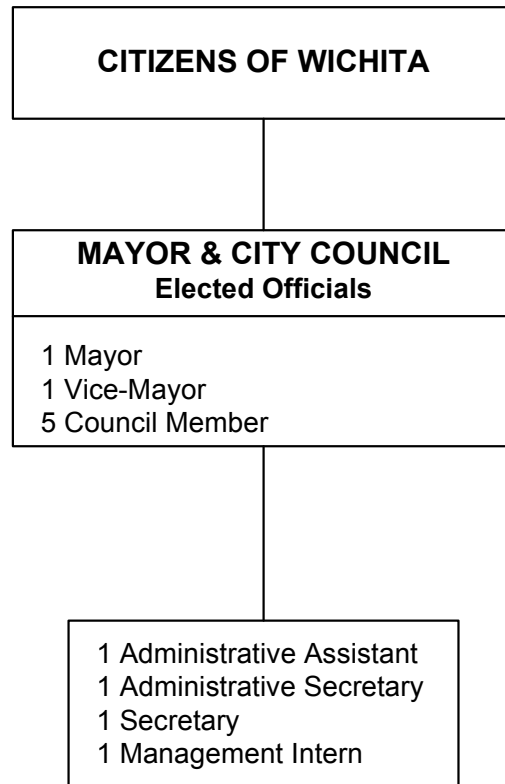 CITIZENS OF WICHITA
MAYOR & CITY COUNCIL
Elected Officials
1 Mayor
1 Vice-Mayor
5 Council Member
1 Administrative Assistant
1 Administrative Secretary
1 Secretary
1 Management Intern